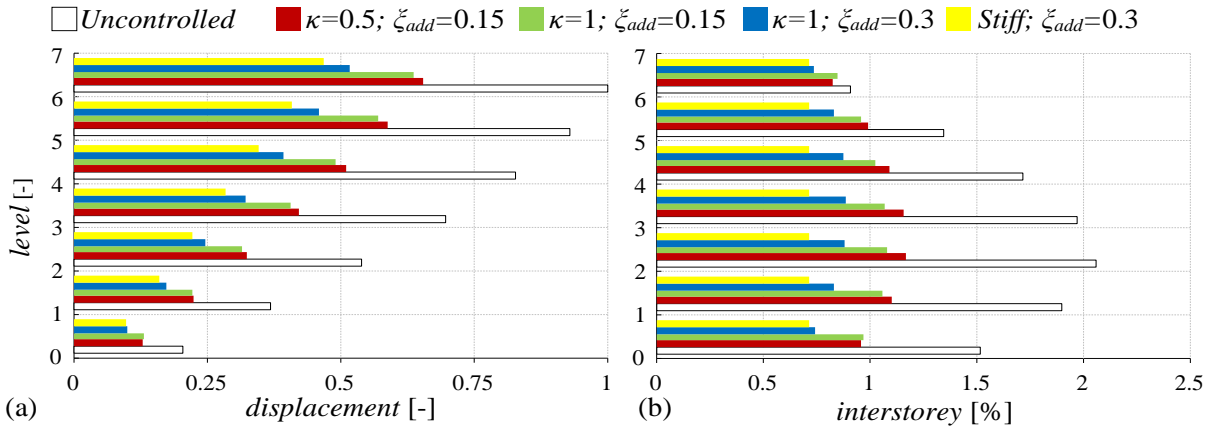 Uncontrolled κ=0.5; ξadd=0.15 κ=1; ξadd=0.15 κ=1; ξadd=0.3 Stiff; ξadd=0.3
7
6
5
4
3
2
1
0
level [-]
0 0.25 0.5 0.75 1
(a) displacement [-]
7
6
5
4
3
2
1
0
0 0.5 1 1.5 2 2.5
(b) interstorey [%]